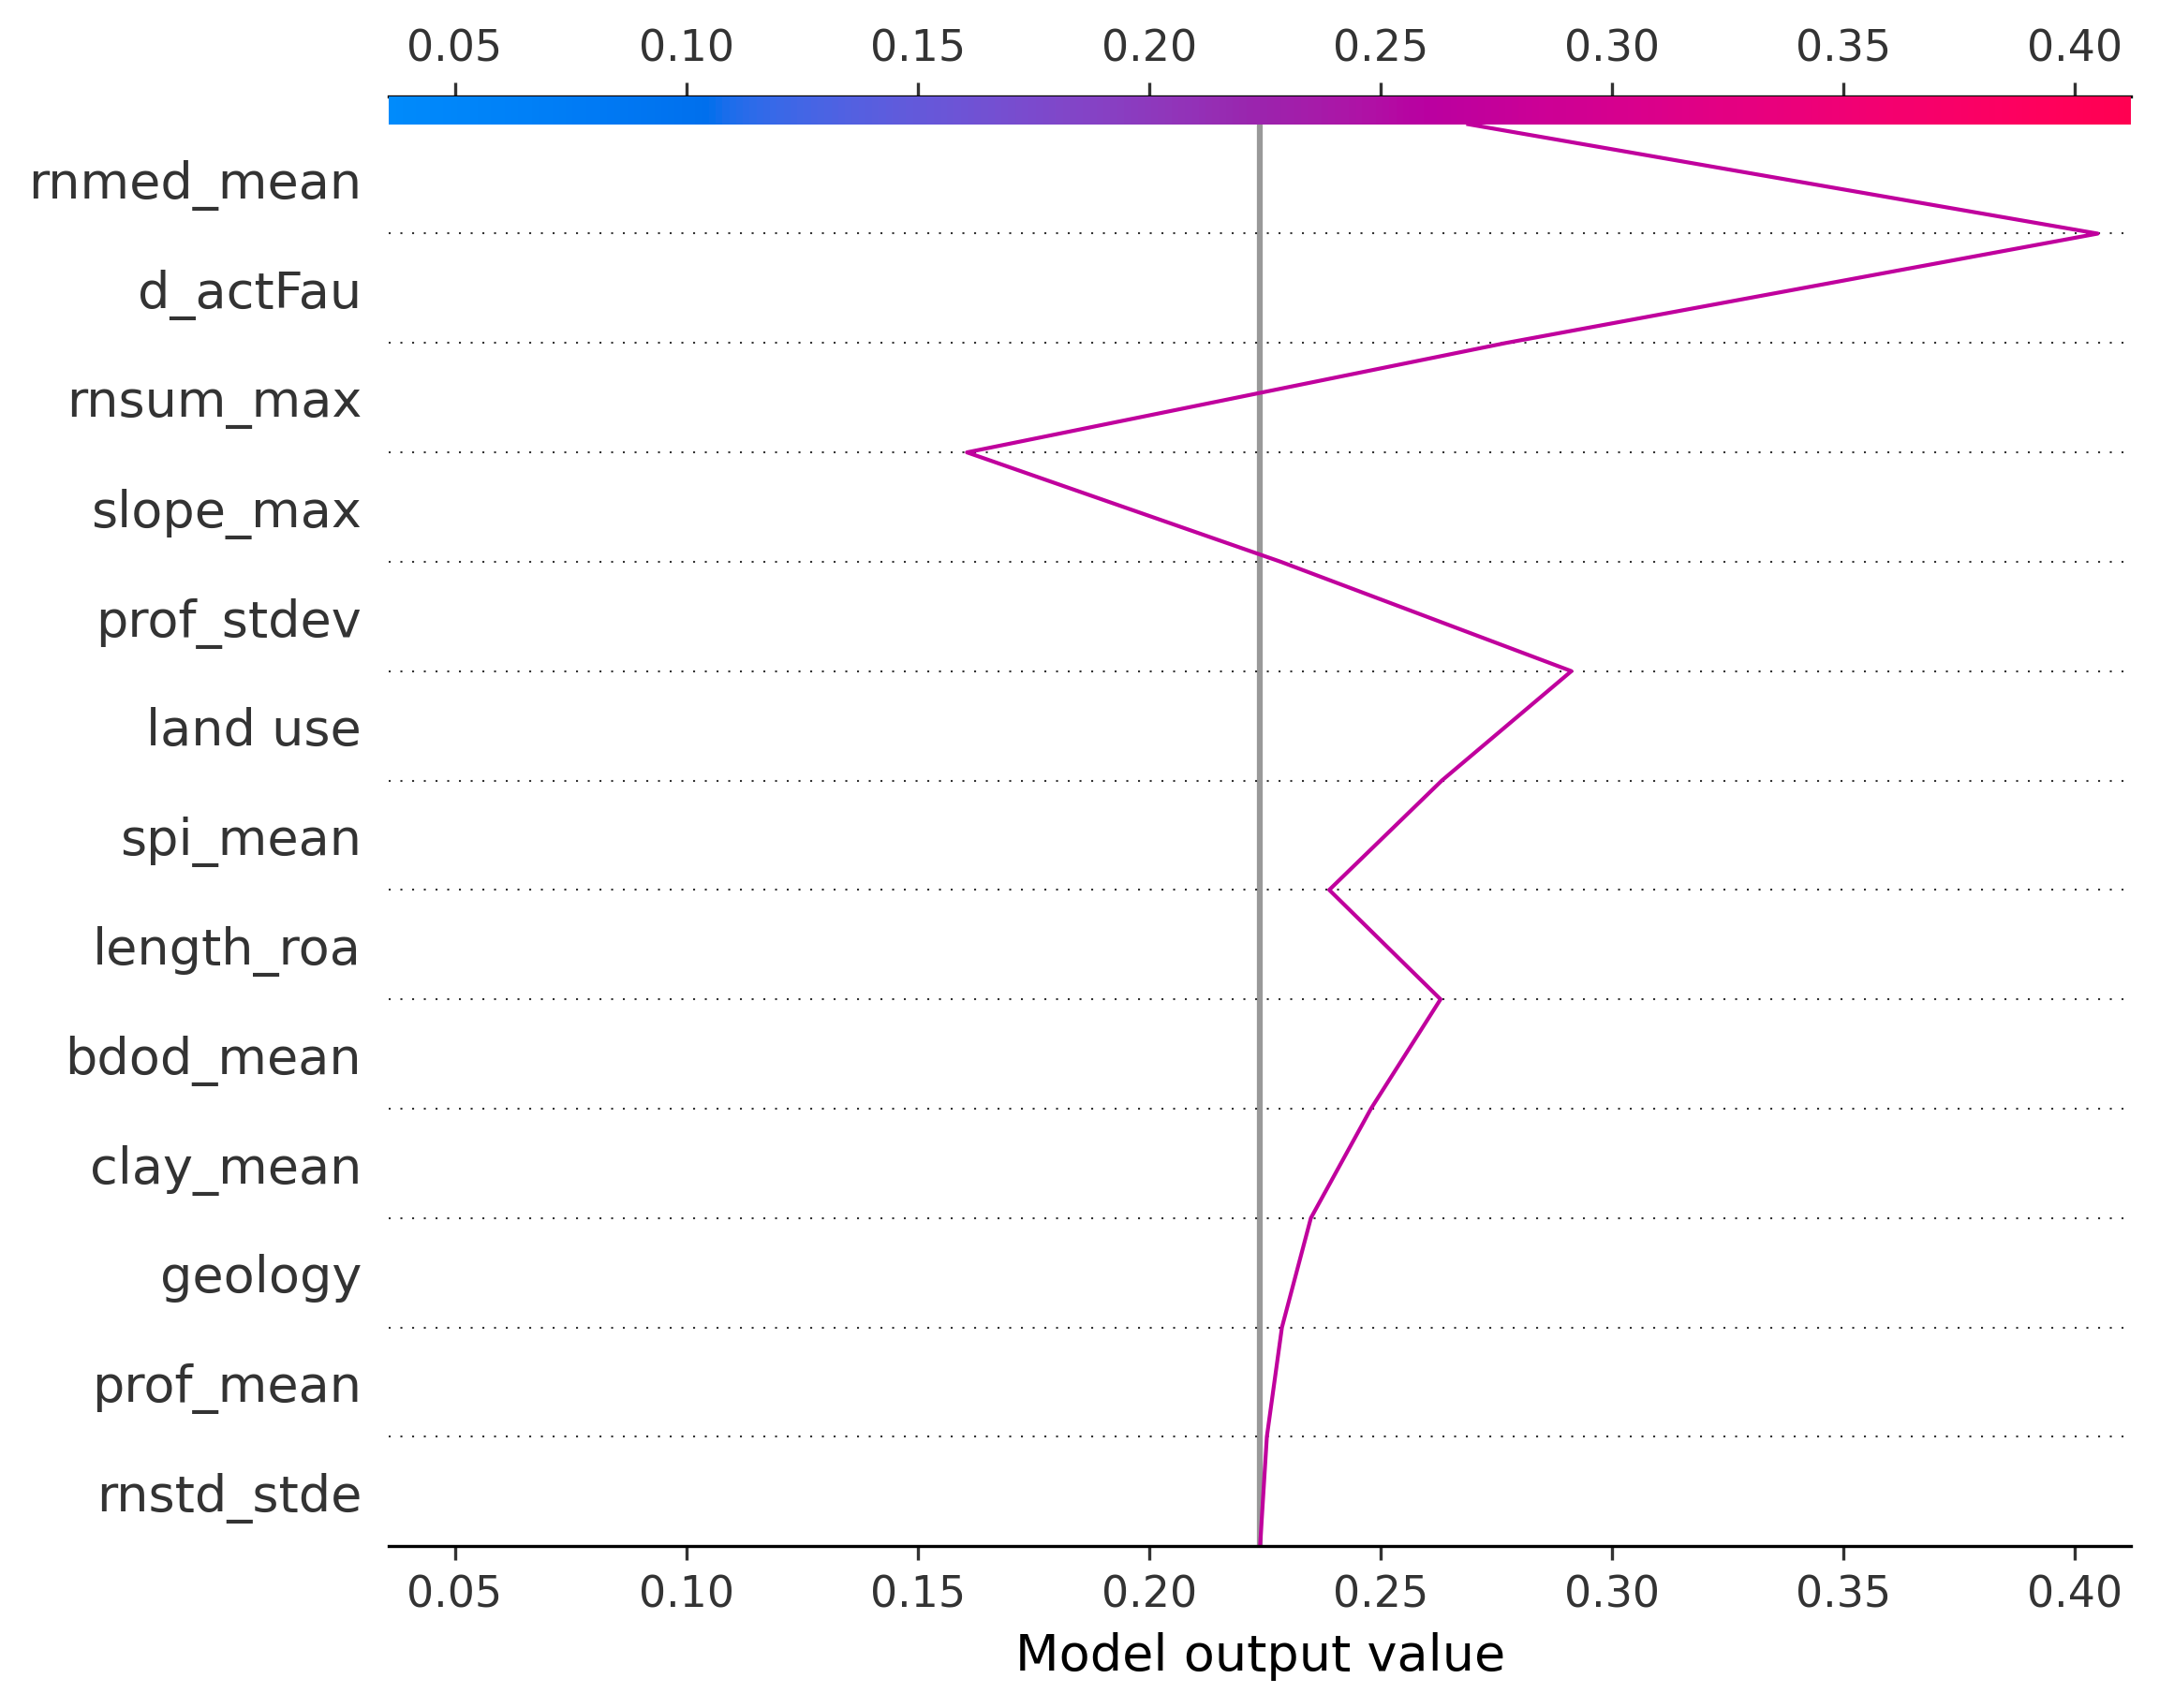 0.05 0.10 0.15 0.20 0.25 0.30 0.35 0.40
rnmed_mean
d_actFau
rnsum_max
slope_max
prof_stdev
land use
spi_mean
length_roa
bdod_mean
clay_mean
geology
prof_mean
rnstd_stde
0.05 0.10 0.15 0.20 0.25 0.30 0.35 0.40
Model output value